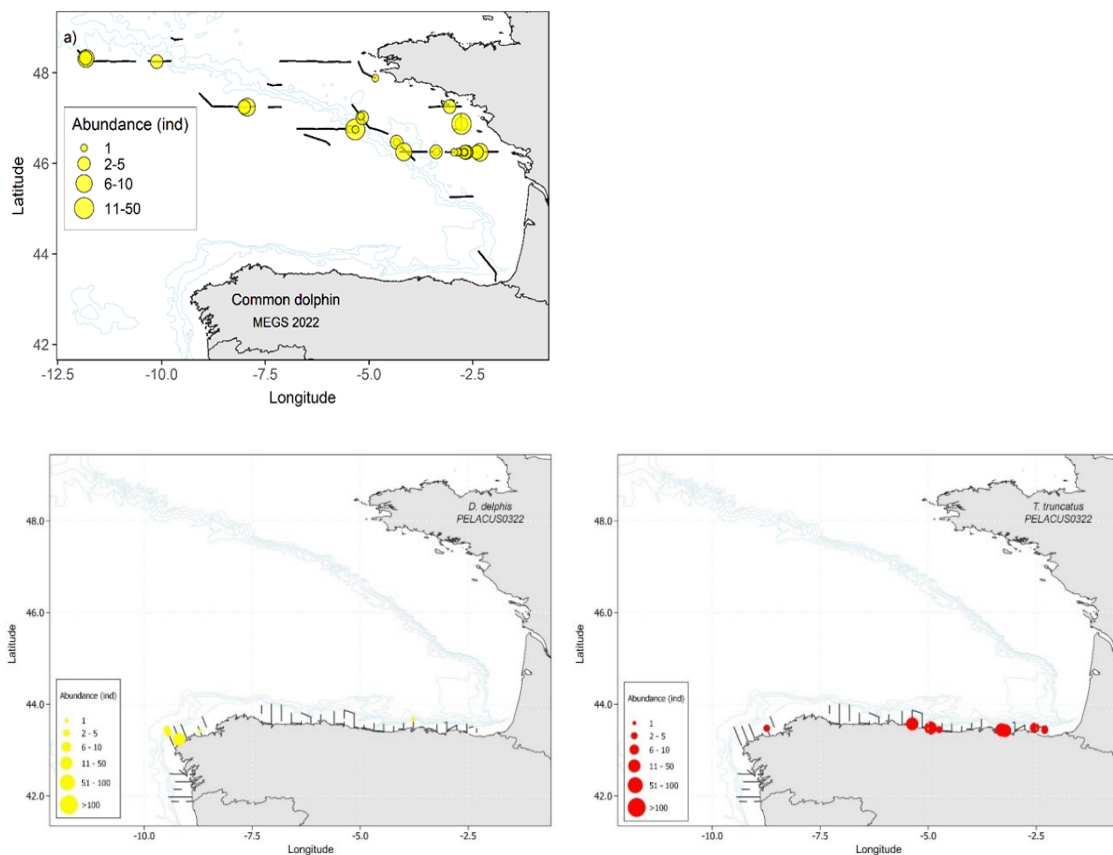 a)
48
46
44
42
Latitude
Abundance (ind)
1
2-5
6-10
11-50
Common dolphin
MEGS 2022
-12.5
-10.0
-7.5
-5.0
-2.5
Longitude
D. delphis
PELACUS0322
48.0
46.0
44.0
42.0
Latitude
Abundance (ind)
1
2 - 5
6 - 10
11 - 50
51 - 100
>100
-10.0
-7.5
-5.0
-2.5
Longitude
T. truncatus
PELACUS0322
48.0
46.0
44.0
42.0
Latitude
Abundance (ind)
1
2 - 5
6 - 10
11 - 50
51 - 100
>100
-10.0
-7.5
-5.0
-2.5
Longitude